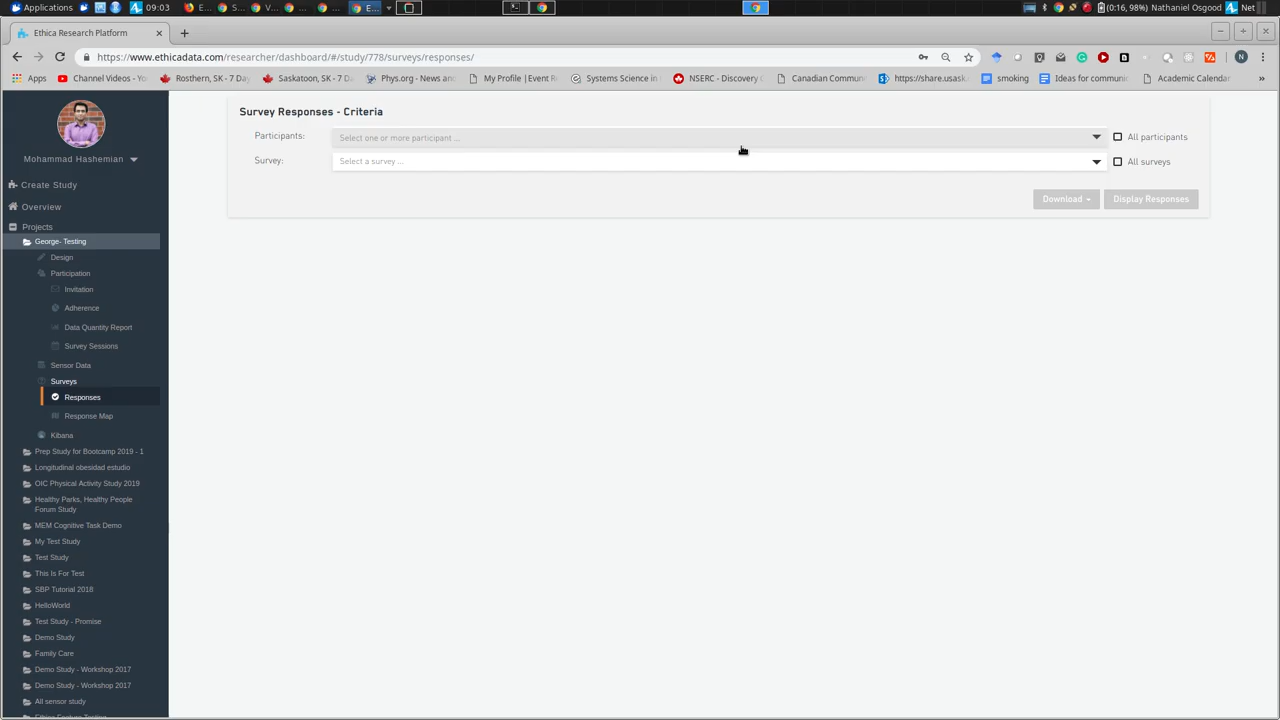 Applications
09:03
(0:16, 98%) Nathaniel Osgood
Net
Ethica Research Platform
https://www.ethicadata.com/researcher/dashboard/#/study/778/surveys/responses/
N
Apps
Channel Videos - Yo
Rosthern, SK - 7 Day
Saskatoon, SK - 7 Da
Phys.org - News and
My Profile |Event R
Systems Science in
NSERC - Discovery
Canadian Commun
https://share.usask
smoking
Ideas for communi
Academic Calendar
Mohammad Hashemian
Create Study
Overview
Projects
George- Testing
Design
Participation
Invitation
Adherence
Data Quantity Report
Survey Sessions
Sensor Data
Surveys
Responses
Response Map
Kibana
Prep Study for Bootcamp 2019 - 1
Longitudinal obesidad estudio
OIC Physical Activity Study 2019
Healthy Parks, Healthy People
Forum Study
MEM Cognitive Task Demo
My Test Study
Test Study
This Is For Test
SBP Tutorial 2018
HelloWorld
Test Study - Promise
Demo Study
Family Care
Demo Study - Workshop 2017
Demo Study - Workshop 2017
All sensor study
Survey Responses - Criteria
Participants:
Select one or more participant ...
All participants
Survey:
Select a survey ...
All surveys
Download
Display Responses